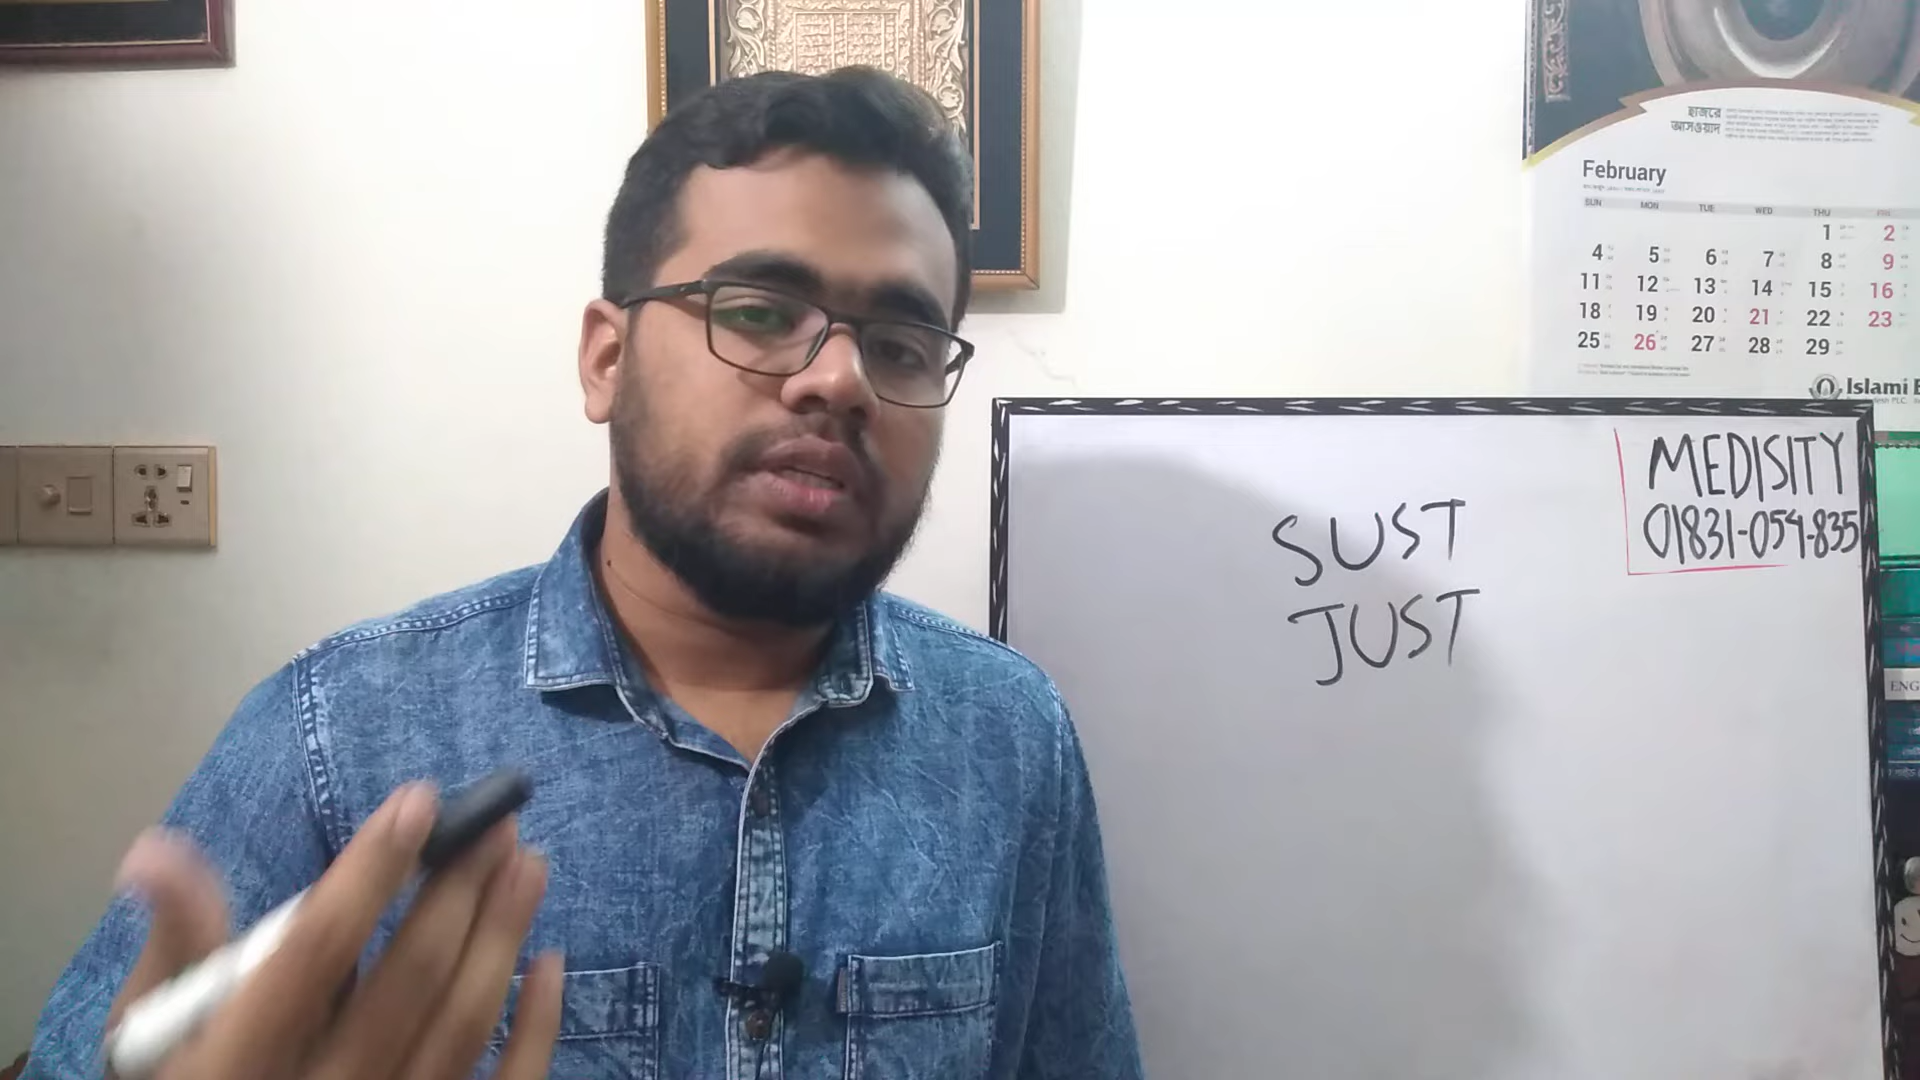 হাজরে
আসওয়াদ
February
SUN MON TUE WED THU FRI
1 2
4 5 6 7 8 9
11 12 13 14 15 16
18 19 20 21 22 23
25 26 27 28 29
Islami
MEDISITY
01831-054-835
SUST
JUST
ENG